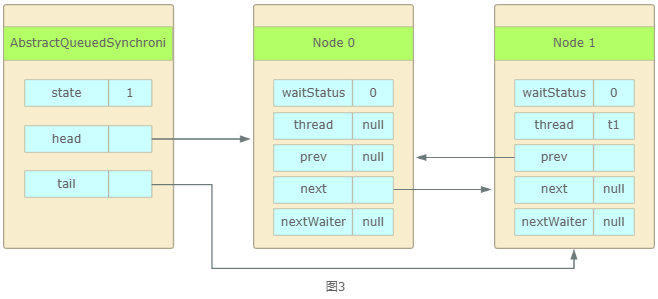 AbstractQueuedSynchroni
state 1
head
tail
Node 0
waitStatus 0
thread null
prev null
next
nextWaiter null
Node 1
waitStatus 0
thread t1
prev
next null
nextWaiter null
图3